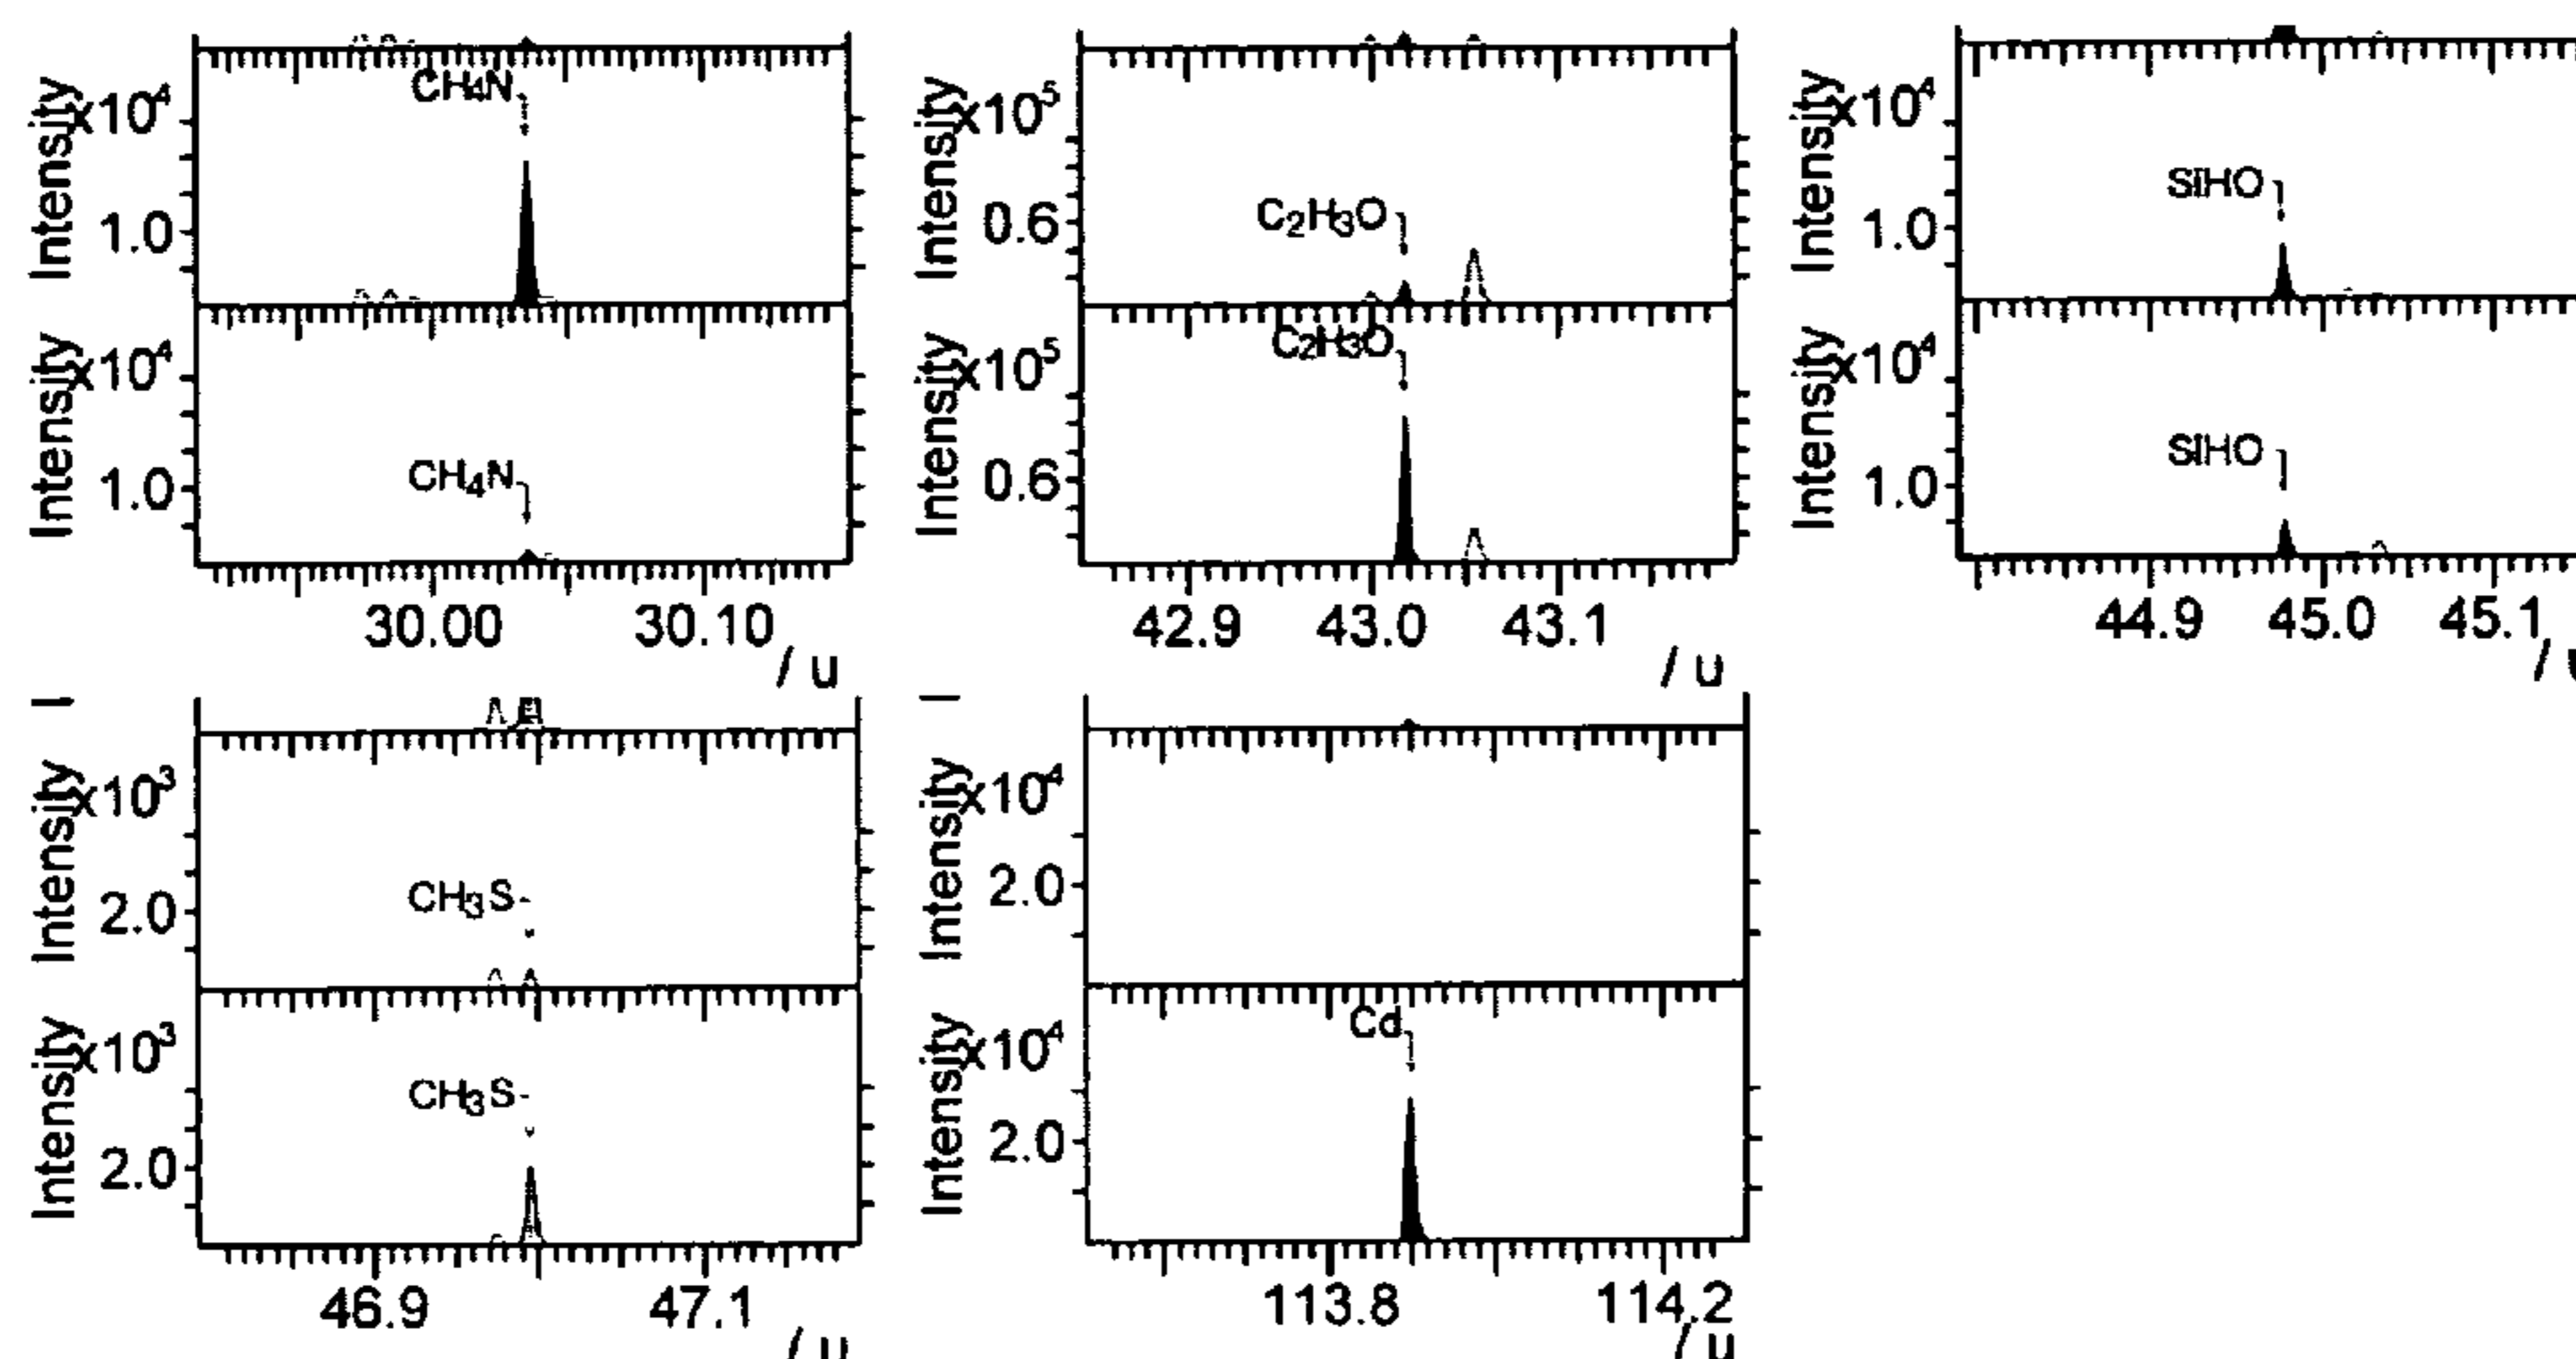 Intensity x10⁴ CH₄N 1.0
Intensity x10⁴ CH₄N 1.0
30.00 30.10
/ u
Intensity x10⁵ C₂H₃O 0.6
Intensity x10⁵ C₂H₃O 0.6
42.9 43.0 43.1
/ u
Intensity x10⁴ SiHO 1.0
Intensity x10⁴ SiHO 1.0
44.9 45.0 45.1
/ u
Intensity x10³ CH₃S 2.0
Intensity x10³ CH₃S 2.0
46.9 47.1
/ u
Intensity x10⁴ 2.0
Intensity x10⁴ Cd 2.0
113.8 114.2
/ u